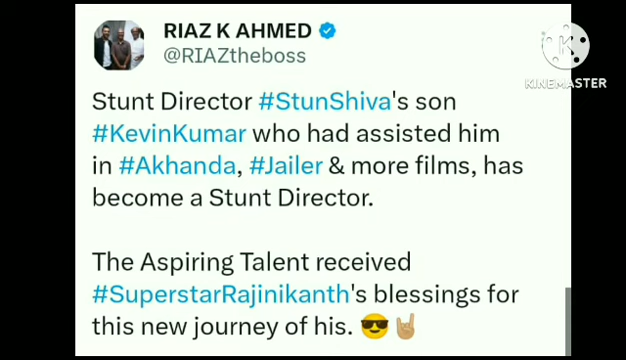 RIAZ K AHMED
@RIAZtheboss
K
KINEMASTER
Stunt Director #StunShiva's son
#KevinKumar who had assisted him
in #Akhanda, #Jailer & more films, has
become a Stunt Director.
The Aspiring Talent received
#SuperstarRajinikanth's blessings for
this new journey of his. 😎🤘🏼